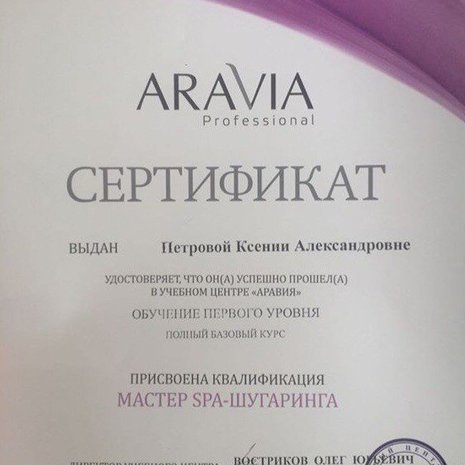 ARAVIA
Professional
СЕРТИФИКАТ
ВЫДАН Петровой Ксении Александровне
УДОСТОВЕРЯЕТ, ЧТО ОН(А) УСПЕШНО ПРОШЕЛ(А)
В УЧЕБНОМ ЦЕНТРЕ «АРАВИЯ»
ОБУЧЕНИЕ ПЕРВОГО УРОВНЯ
ПОЛНЫЙ БАЗОВЫЙ КУРС
ПРИСВОЕНА КВАЛИФИКАЦИЯ
МАСТЕР SPA-ШУГАРИНГА
ВОСТРИКОВ ОЛЕГ ЮРЬЕВИЧ